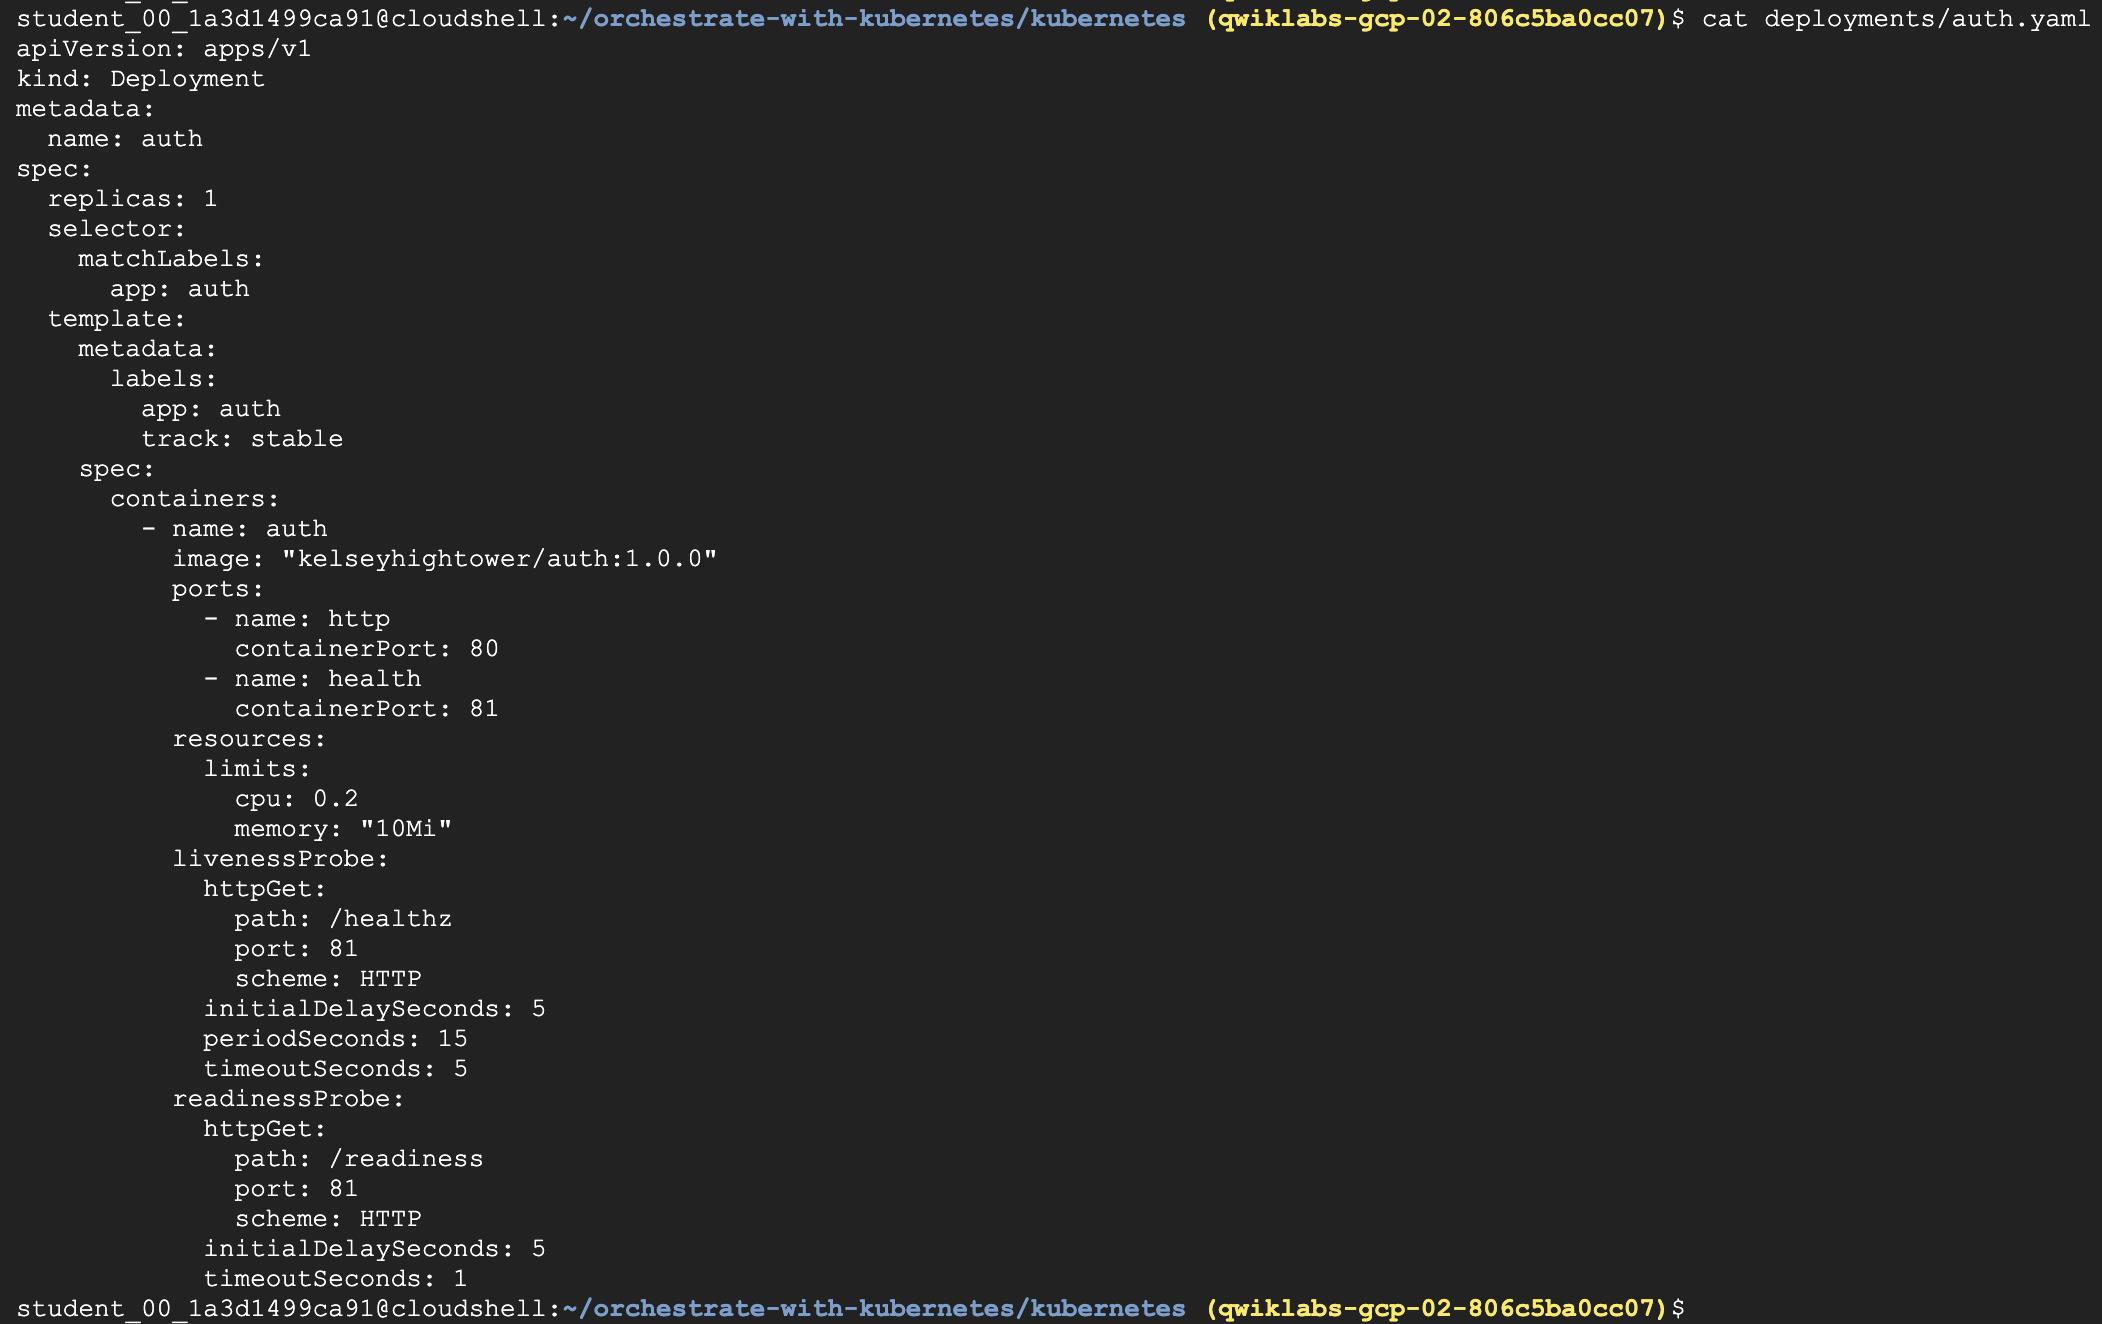 student_00_1a3d1499ca91@cloudshell:~/orchestrate-with-kubernetes/kubernetes (qwiklabs-gcp-02-806c5ba0cc07)$ cat deployments/auth.yaml
apiVersion: apps/v1
kind: Deployment
metadata:
  name: auth
spec:
  replicas: 1
  selector:
    matchLabels:
      app: auth
  template:
    metadata:
      labels:
        app: auth
        track: stable
    spec:
      containers:
        - name: auth
          image: "kelseyhightower/auth:1.0.0"
          ports:
            - name: http
              containerPort: 80
            - name: health
              containerPort: 81
          resources:
            limits:
              cpu: 0.2
              memory: "10Mi"
          livenessProbe:
            httpGet:
              path: /healthz
              port: 81
              scheme: HTTP
            initialDelaySeconds: 5
            periodSeconds: 15
            timeoutSeconds: 5
          readinessProbe:
            httpGet:
              path: /readiness
              port: 81
              scheme: HTTP
            initialDelaySeconds: 5
            timeoutSeconds: 1
student_00_1a3d1499ca91@cloudshell:~/orchestrate-with-kubernetes/kubernetes (qwiklabs-gcp-02-806c5ba0cc07)$